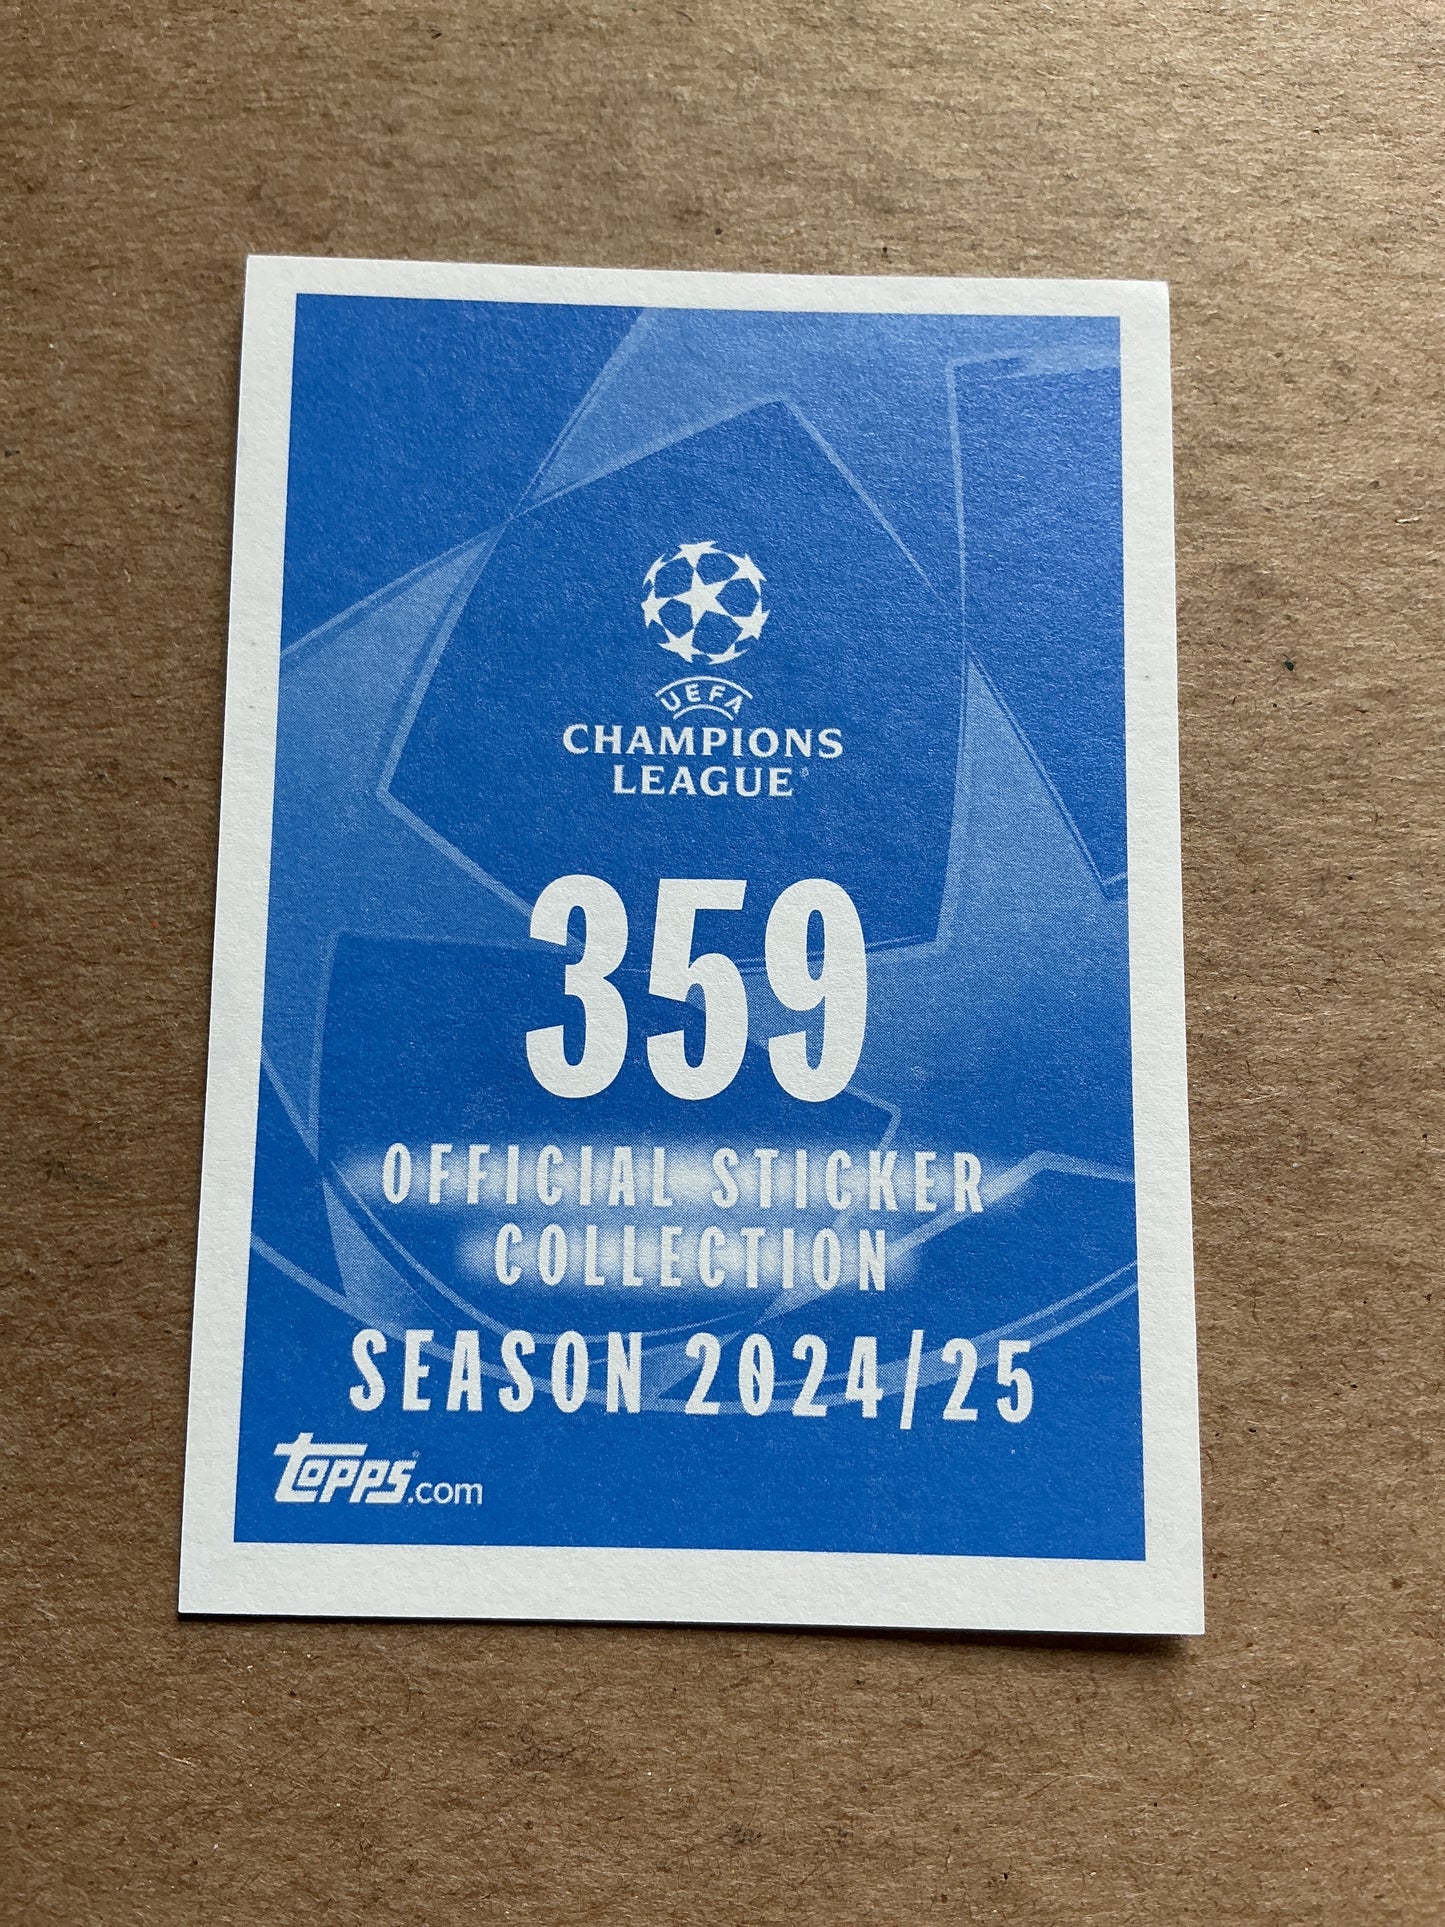 UEFA
CHAMPIONS
LEAGUE®
359
OFFICIAL STICKER
COLLECTION
SEASON 2024/25
topps®.com